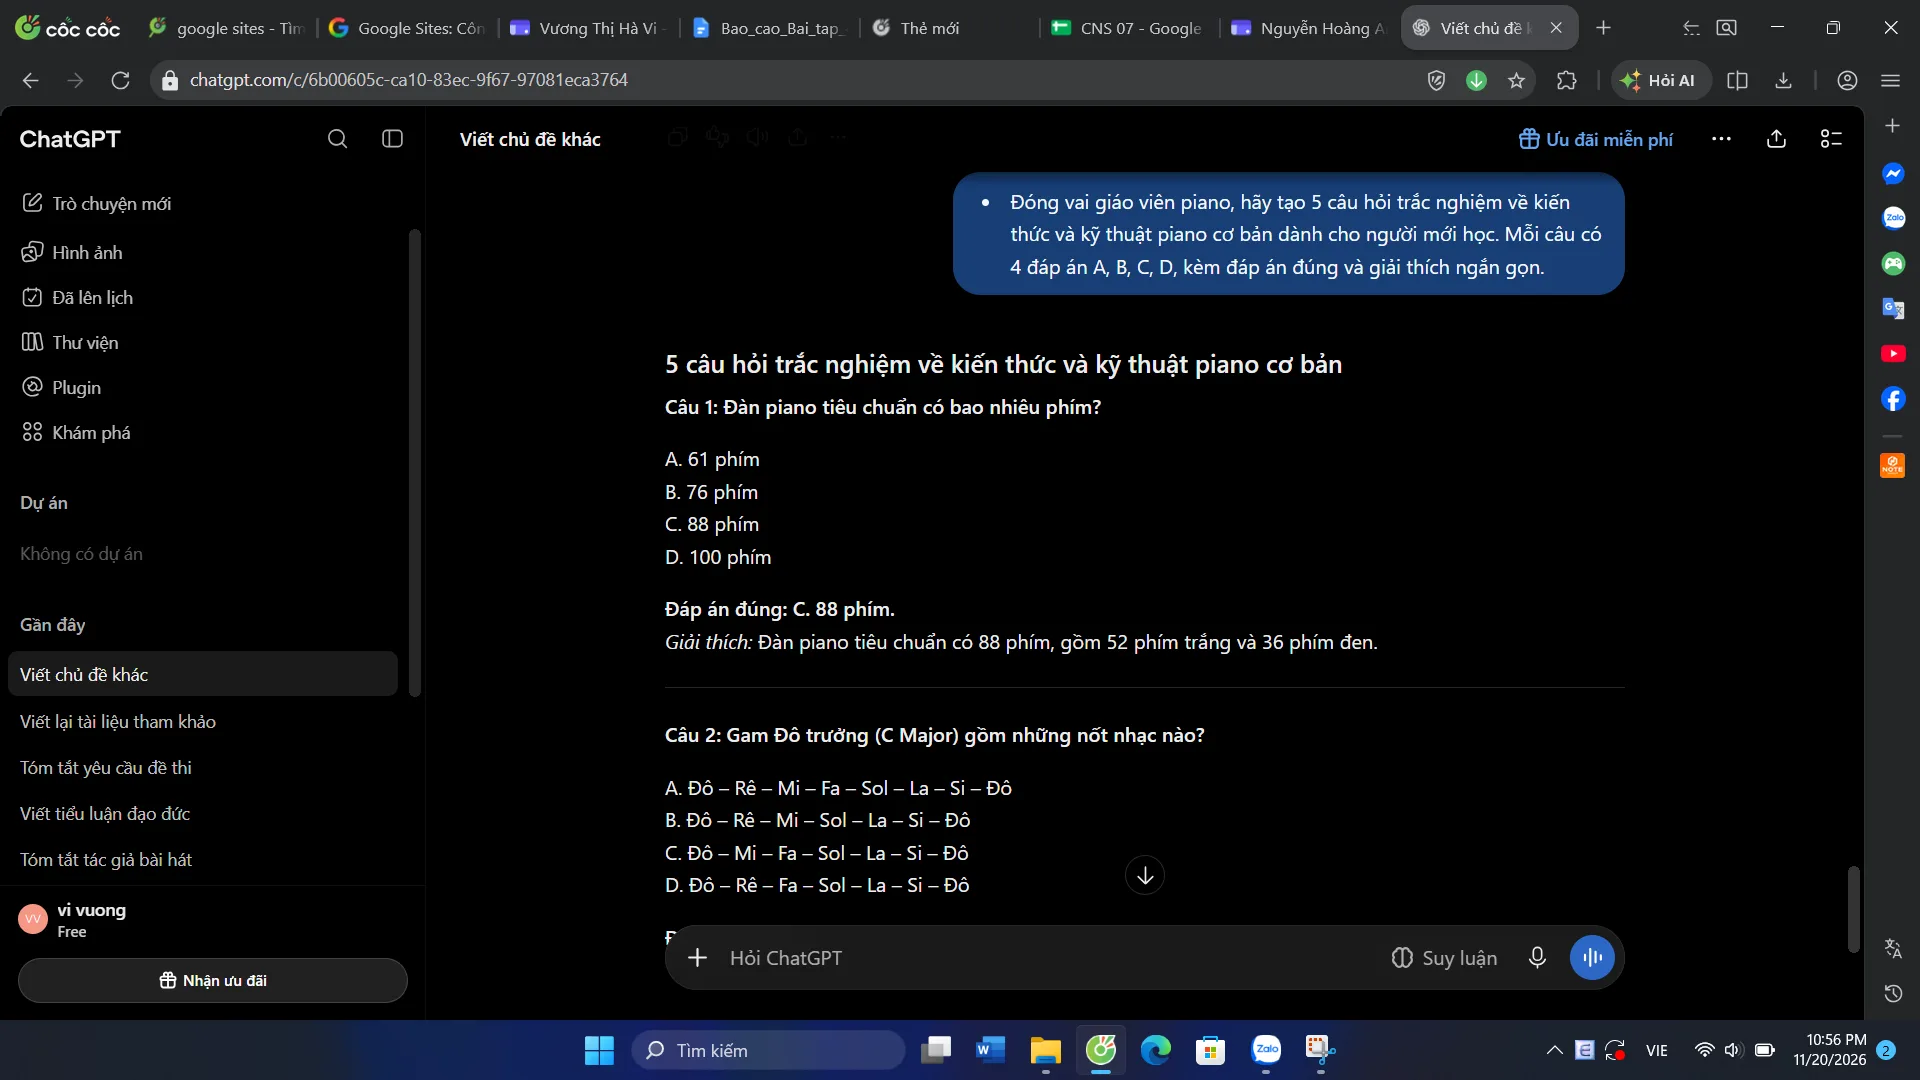 cốc cốc
google sites - Tìm
Google Sites: Côn
Vương Thị Hà Vi -
Bao_cao_Bai_tap_
Thẻ mới
CNS 07 - Google
Nguyễn Hoàng A
Viết chủ đề k
chatgpt.com/c/6b00605c-ca10-83ec-9f67-97081eca3764
Hỏi AI
ChatGPT
Viết chủ đề khác
Ưu đãi miễn phí
Trò chuyện mới
Hình ảnh
Đã lên lịch
Thư viện
Plugin
Khám phá
Dự án
Không có dự án
Gần đây
Viết chủ đề khác
Viết lại tài liệu tham khảo
Tóm tắt yêu cầu đề thi
Viết tiểu luận đạo đức
Tóm tắt tác giả bài hát
VV
vi vuong
Free
Nhận ưu đãi
• Đóng vai giáo viên piano, hãy tạo 5 câu hỏi trắc nghiệm về kiến
thức và kỹ thuật piano cơ bản dành cho người mới học. Mỗi câu có
4 đáp án A, B, C, D, kèm đáp án đúng và giải thích ngắn gọn.
5 câu hỏi trắc nghiệm về kiến thức và kỹ thuật piano cơ bản
Câu 1: Đàn piano tiêu chuẩn có bao nhiêu phím?
A. 61 phím
B. 76 phím
C. 88 phím
D. 100 phím
Đáp án đúng: C. 88 phím.
Giải thích: Đàn piano tiêu chuẩn có 88 phím, gồm 52 phím trắng và 36 phím đen.
Câu 2: Gam Đô trưởng (C Major) gồm những nốt nhạc nào?
A. Đô – Rê – Mi – Fa – Sol – La – Si – Đô
B. Đô – Rê – Mi – Sol – La – Si – Đô
C. Đô – Mi – Fa – Sol – La – Si – Đô
D. Đô – Rê – Fa – Sol – La – Si – Đô
Hỏi ChatGPT
Suy luận
Zalo
NOTE
Tìm kiếm
Zalo
VIE
10:56 PM
11/20/2026
2